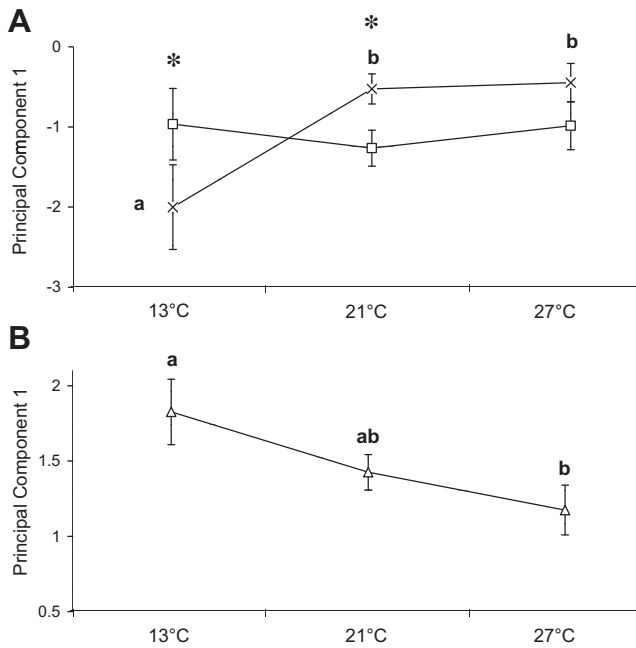 A
0
*
*
b
b
-1
-2
a
-3
Principal Component 1
13°C 21°C 27°C
B
a
2
ab
1.5
b
1
0.5
Principal Component 1
13°C 21°C 27°C